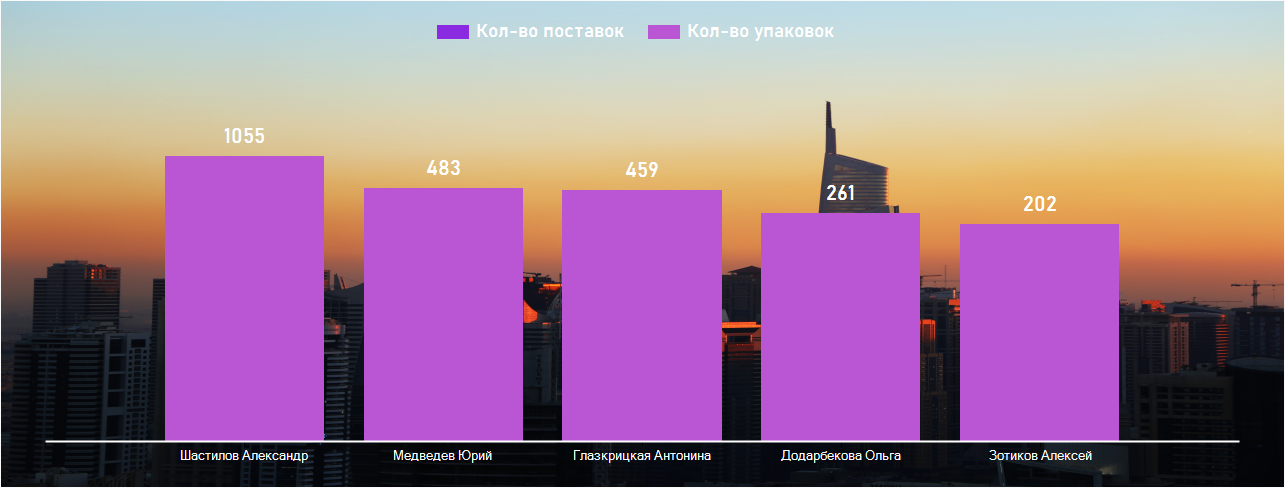 Кол-во поставок Кол-во упаковок
1055
483
459
261
202
Шастилов Александр Медведев Юрий Глазкрицкая Антонина Додарбекова Ольга Зотиков Алексей